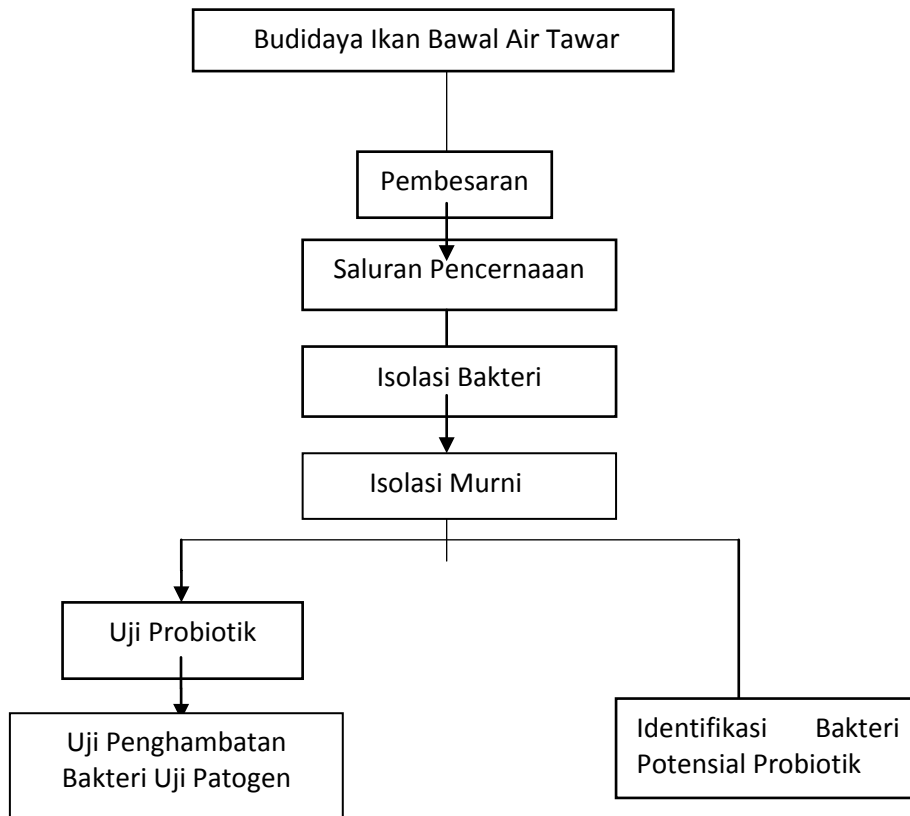 Budidaya Ikan Bawal Air Tawar
Pembesaran
Saluran Pencernaaan
Isolasi Bakteri
Isolasi Murni
Uji Probiotik
Uji Penghambatan
Bakteri Uji Patogen
Identifikasi Bakteri
Potensial Probiotik